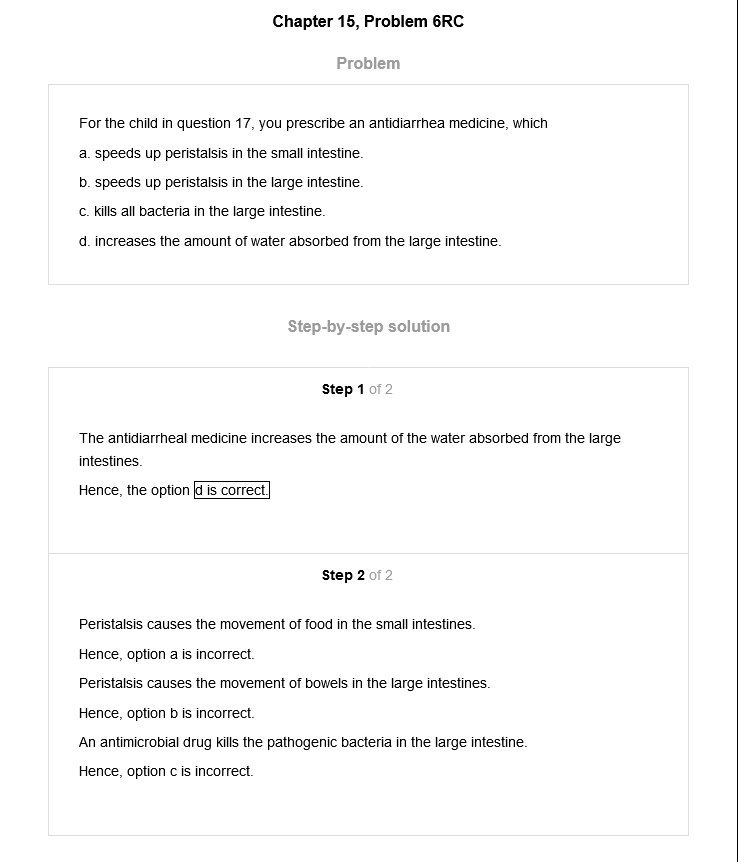 Chapter 15, Problem 6RC
Problem
For the child in question 17, you prescribe an antidiarrhea medicine, which
a. speeds up peristalsis in the small intestine.
b. speeds up peristalsis in the large intestine.
c. kills all bacteria in the large intestine.
d. increases the amount of water absorbed from the large intestine.
Step-by-step solution
Step 1 of 2
The antidiarrheal medicine increases the amount of the water absorbed from the large
intestines.
Hence, the option d is correct.
Step 2 of 2
Peristalsis causes the movement of food in the small intestines.
Hence, option a is incorrect.
Peristalsis causes the movement of bowels in the large intestines.
Hence, option b is incorrect.
An antimicrobial drug kills the pathogenic bacteria in the large intestine.
Hence, option c is incorrect.